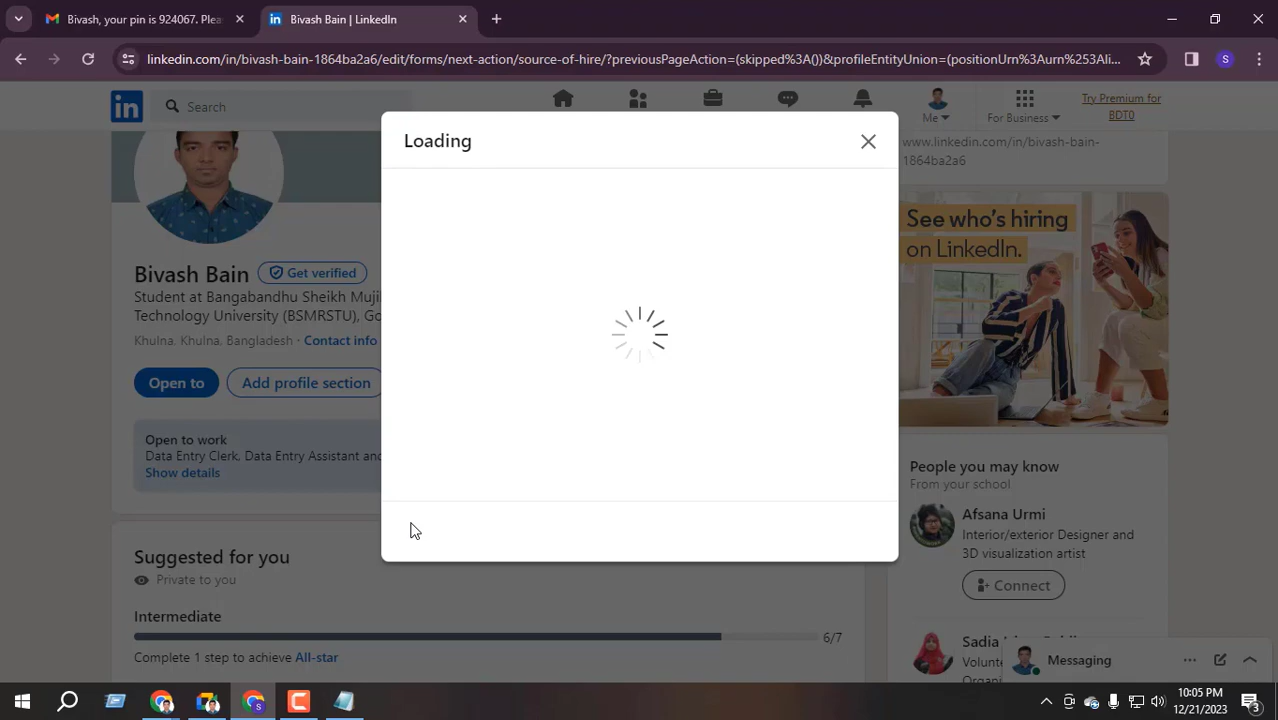 Bivash, your pin is 924067. Plea
Bivash Bain | LinkedIn
linkedin.com/in/bivash-bain-1864ba2a6/edit/forms/next-action/source-of-hire/?previousPageAction=(skipped%3A())&profileEntityUnion=(positionUrn%3Aurn%253Ali...
S
in
Search
Me
For Business
Try Premium for
BDT0
Loading
www.linkedin.com/in/bivash-bain-
1864ba2a6
See who's hiring
on LinkedIn.
Bivash Bain
Get verified
Student at Bangabandhu Sheikh Muji
Technology University (BSMRSTU), Go
Khulna, Khulna, Bangladesh · Contact info
Open to
Add profile section
Open to work
Data Entry Clerk, Data Entry Assistant and
Show details
People you may know
From your school
Afsana Urmi
Interior/exterior Designer and
3D visualization artist
Connect
Suggested for you
Private to you
Intermediate
6/7
Complete 1 step to achieve All-star
Sadia
Volunte
Organi
Messaging
10:05 PM
12/21/2023
3